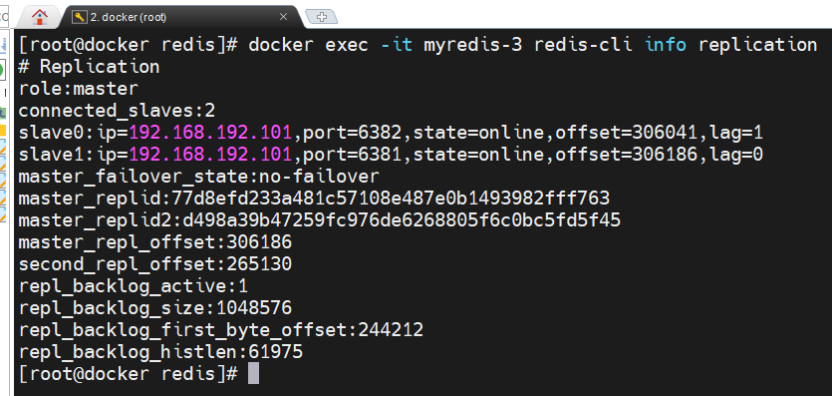 2. docker (root)
[root@docker redis]# docker exec -it myredis-3 redis-cli info replication
# Replication
role:master
connected_slaves:2
slave0:ip=192.168.192.101,port=6382,state=online,offset=306041,lag=1
slave1:ip=192.168.192.101,port=6381,state=online,offset=306186,lag=0
master_failover_state:no-failover
master_replid:77d8efd233a481c57108e487e0b1493982fff763
master_replid2:d498a39b47259fc976de6268805f6c0bc5fd5f45
master_repl_offset:306186
second_repl_offset:265130
repl_backlog_active:1
repl_backlog_size:1048576
repl_backlog_first_byte_offset:244212
repl_backlog_histlen:61975
[root@docker redis]#